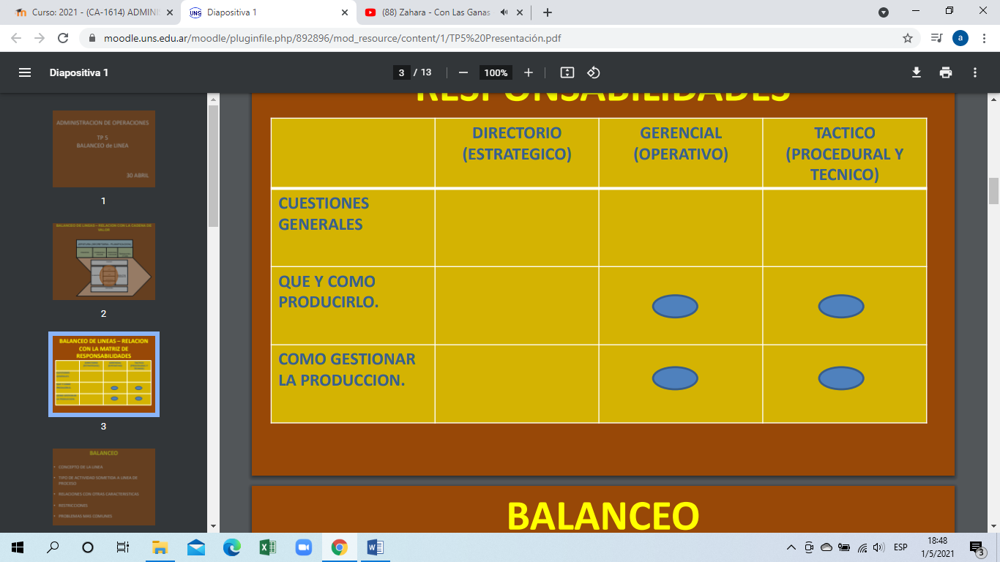 Curso: 2021 - (CA-1614) ADMINI
Diapositiva 1
(88) Zahara - Con Las Ganas
moodle.uns.edu.ar/moodle/pluginfile.php/892896/mod_resource/content/1/TP5%20Presentación.pdf
a
Diapositiva 1
3 / 13
100%
ADMINISTRACION DE OPERACIONES
TP 5
BALANCEO de LINEA
30 ABRIL
1
BALANCEO DE LINEAS – RELACION CON LA CADENA DE
VALOR
2
BALANCEO DE LINEAS – RELACION
CON LA MATRIZ DE
RESPONSABILIDADES
3
BALANCEO
• CONCEPTO DE LA LINEA
• TIPO DE ACTIVIDAD SOMETIDA A LINEA DE
PROCESO
• RELACIONES CON OTRAS CARACTERISTICAS
• RESTRICCIONES
• PROBLEMAS MAS COMUNES
RESPONSABILIDADES
DIRECTORIO
(ESTRATEGICO)
GERENCIAL
(OPERATIVO)
TACTICO
(PROCEDURAL Y
TECNICO)
CUESTIONES
GENERALES
QUE Y COMO
PRODUCIRLO.
COMO GESTIONAR
LA PRODUCCION.
BALANCEO
ESP
18:48
1/5/2021
3